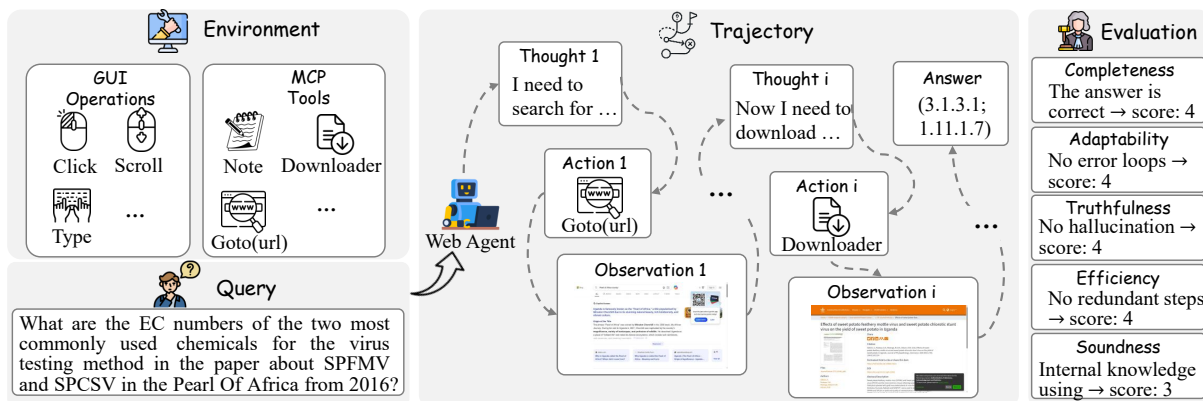 Environment
GUI
Operations
Click
Scroll
Type
...
MCP
Tools
Note
Downloader
WWW
Goto(url)
...
Query
What are the EC numbers of the two most
commonly used chemicals for the virus
testing method in the paper about SPFMV
and SPCSV in the Pearl Of Africa from 2016?
Trajectory
Web Agent
Thought 1
I need to
search for ...
Action 1
WWW
Goto(url)
Observation 1
...
Thought i
Now I need to
download ...
Action i
Downloader
Observation i
Effects of sweet potato feathery mottle virus and sweet potato chlorotic stunt
virus on the yield of sweet potato in Uganda
...
Answer
(3.1.3.1;
1.11.1.7)
Evaluation
Completeness
The answer is
correct → score: 4
Adaptability
No error loops →
score: 4
Truthfulness
No hallucination →
score: 4
Efficiency
No redundant steps
→ score: 4
Soundness
Internal knowledge
using → score: 3